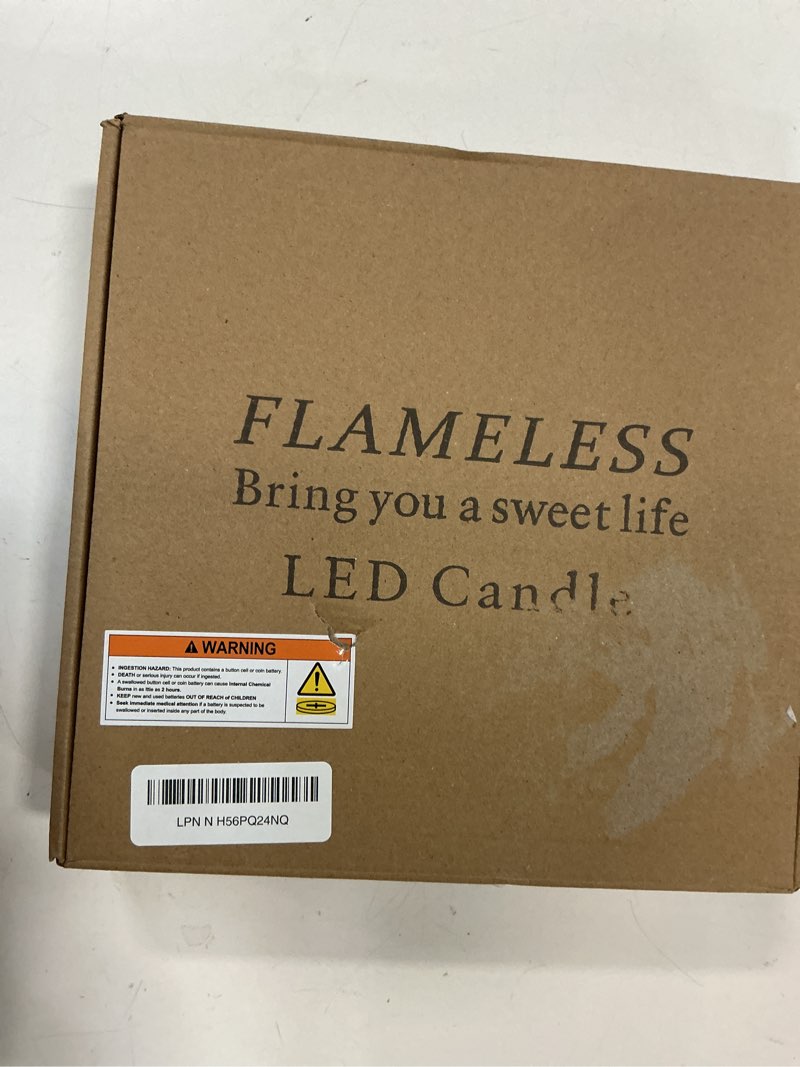 FLAMELESS
Bring you a sweet life
LED Candle
WARNING
• INGESTION HAZARD: This product contains a button cell or coin battery.
• DEATH or serious injury can occur if ingested.
• A swallowed button cell or coin battery can cause Internal Chemical
Burns in as little as 2 hours.
• KEEP new and used batteries OUT OF REACH of CHILDREN
• Seek immediate medical attention if a battery is suspected to be
swallowed or inserted inside any part of the body.
LPN N H56PQ24NQ